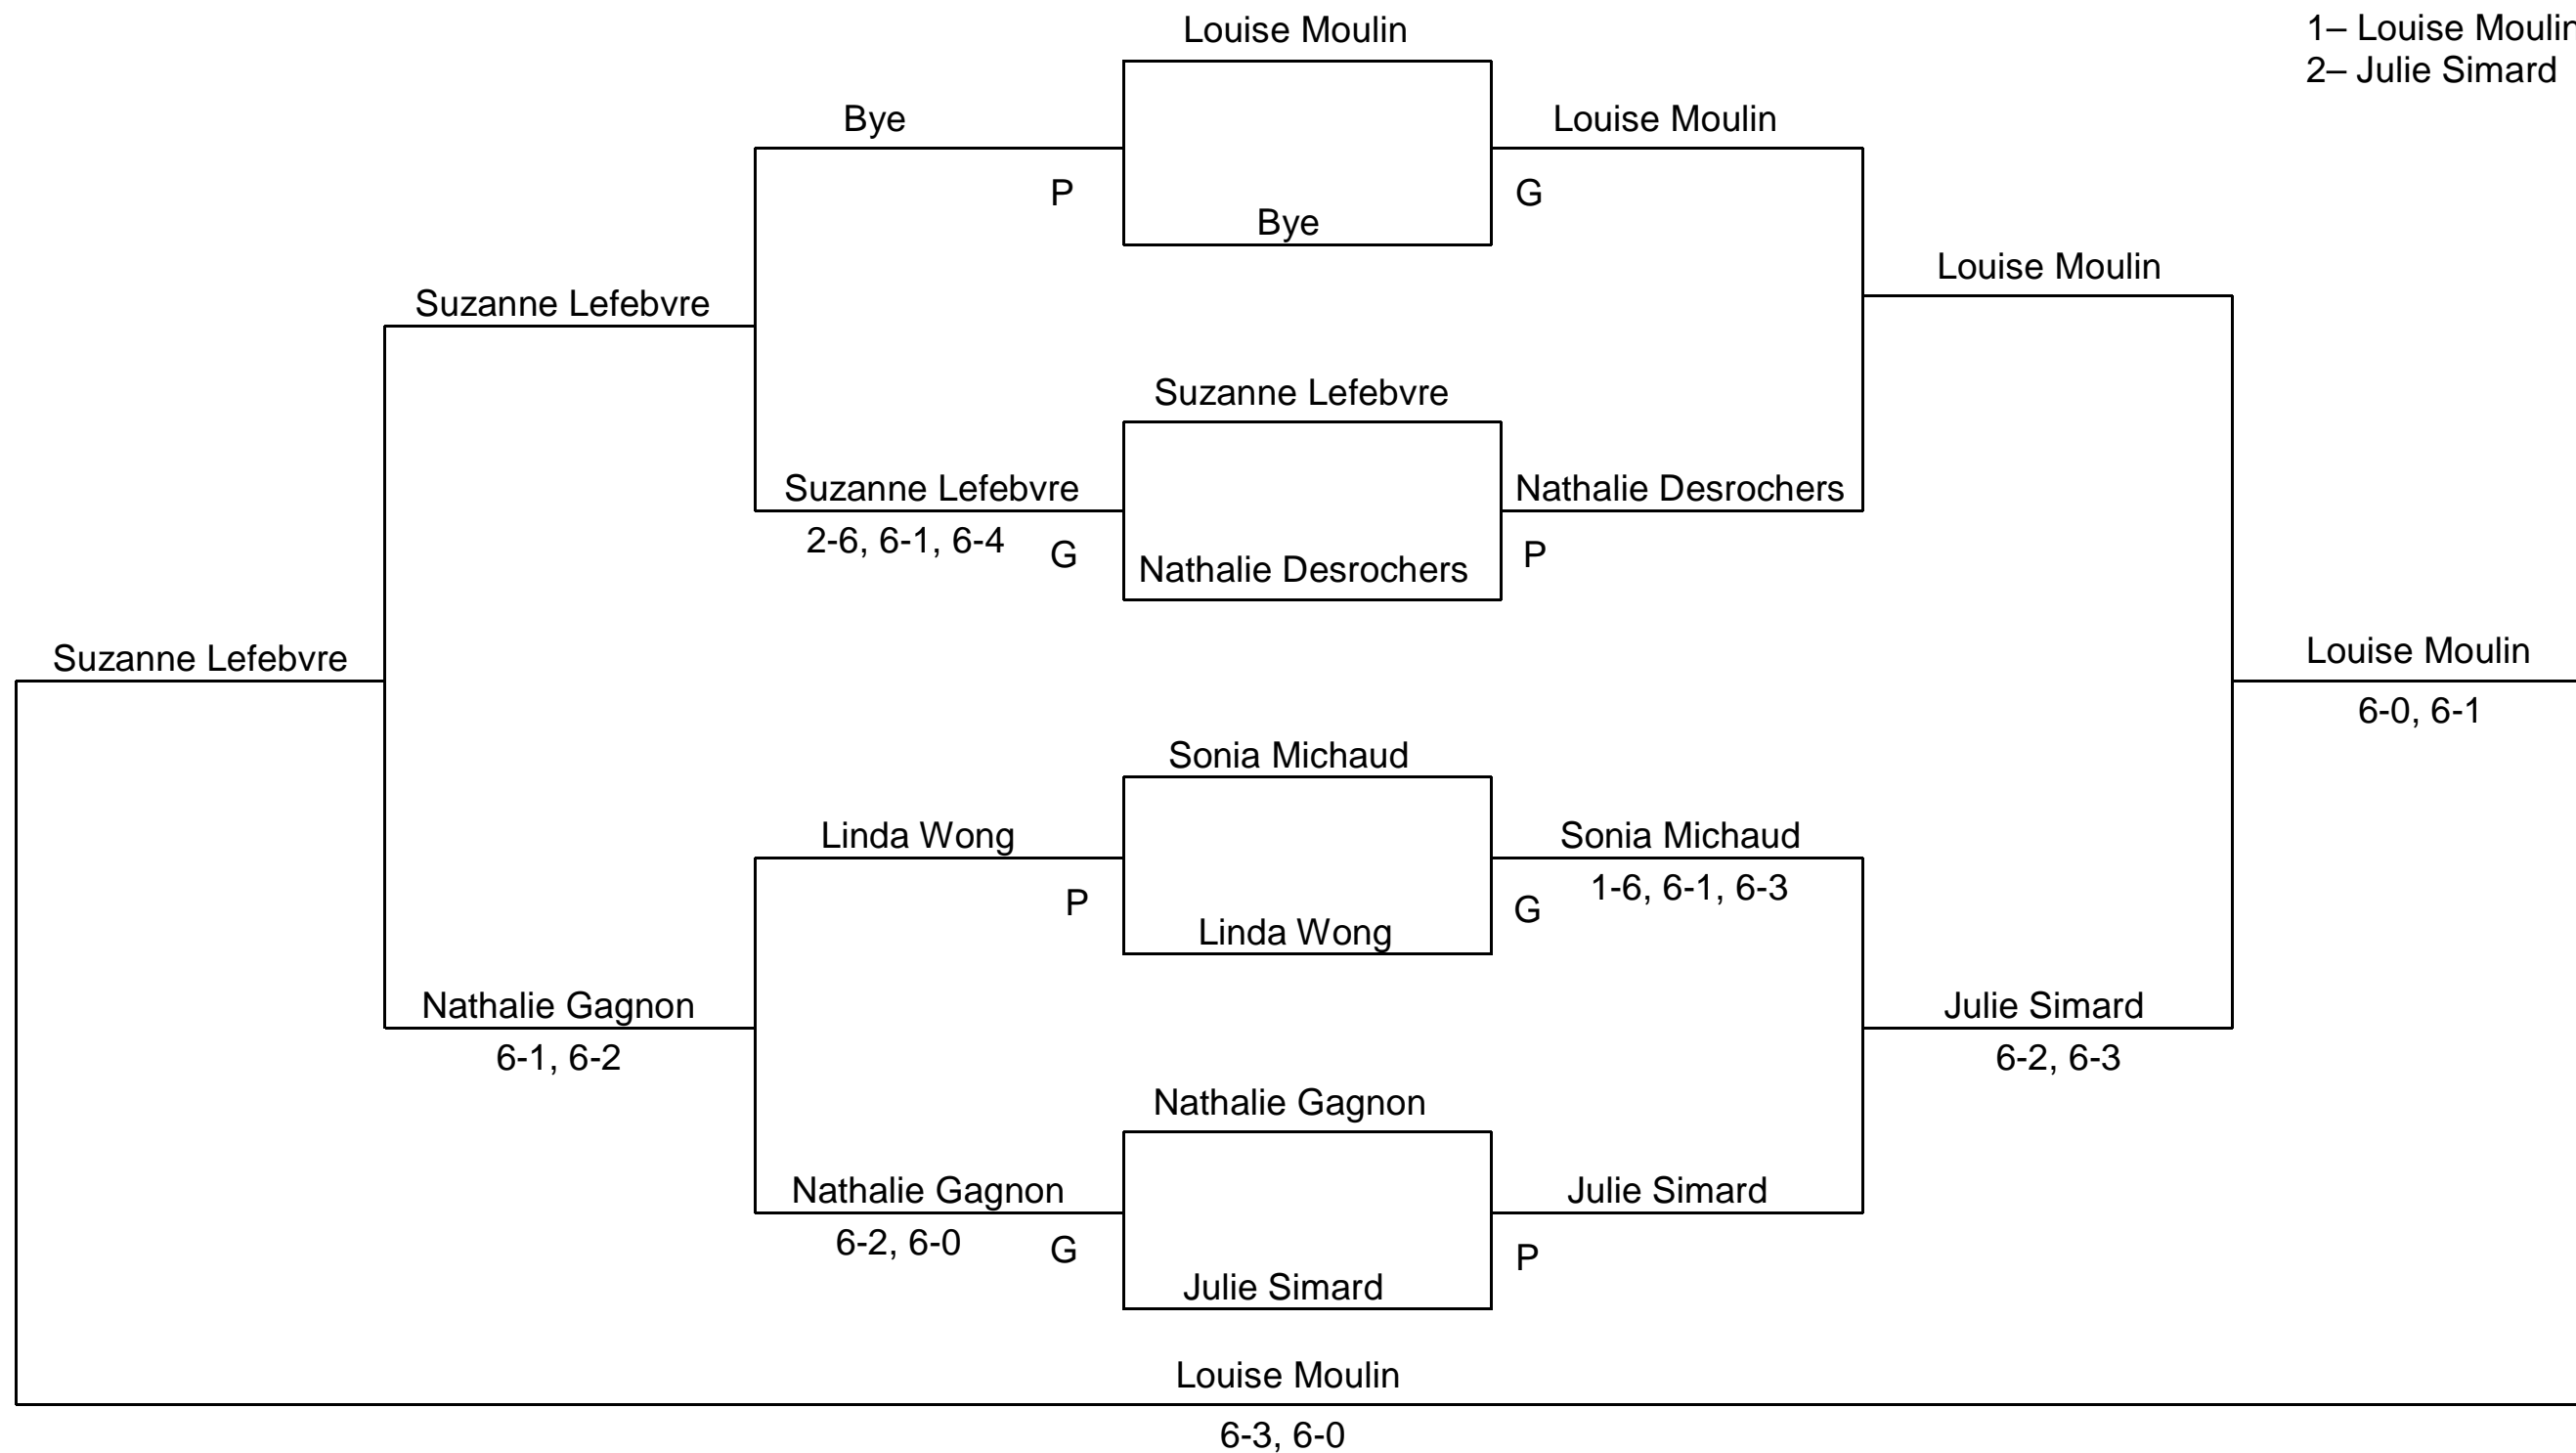 Louise Moulin
1– Louise Moulin
2– Julie Simard
Bye
Louise Moulin
P
G
Bye
Louise Moulin
Suzanne Lefebvre
Suzanne Lefebvre
Suzanne Lefebvre
Nathalie Desrochers
2-6, 6-1, 6-4
G
P
Nathalie Desrochers
Suzanne Lefebvre
Louise Moulin
6-0, 6-1
Sonia Michaud
Linda Wong
Sonia Michaud
1-6, 6-1, 6-3
P
G
Linda Wong
Nathalie Gagnon
Julie Simard
6-1, 6-2
6-2, 6-3
Nathalie Gagnon
Nathalie Gagnon
Julie Simard
6-2, 6-0
G
P
Julie Simard
Louise Moulin
6-3, 6-0